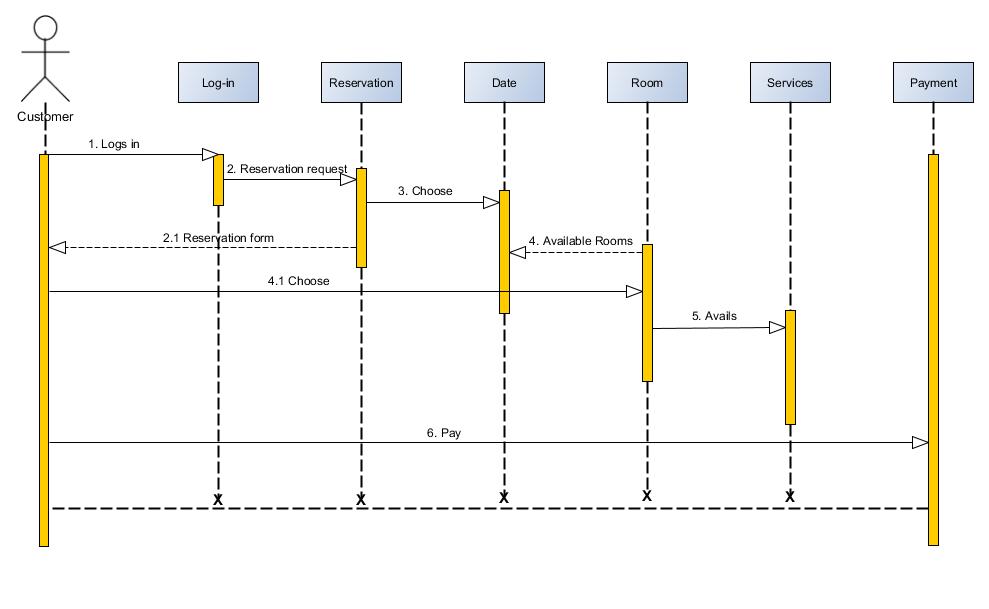 Customer
Log-in
Reservation
Date
Room
Services
Payment
1. Logs in
2. Reservation request
3. Choose
2.1 Reservation form
4. Available Rooms
4.1 Choose
5. Avails
6. Pay
X X X X X